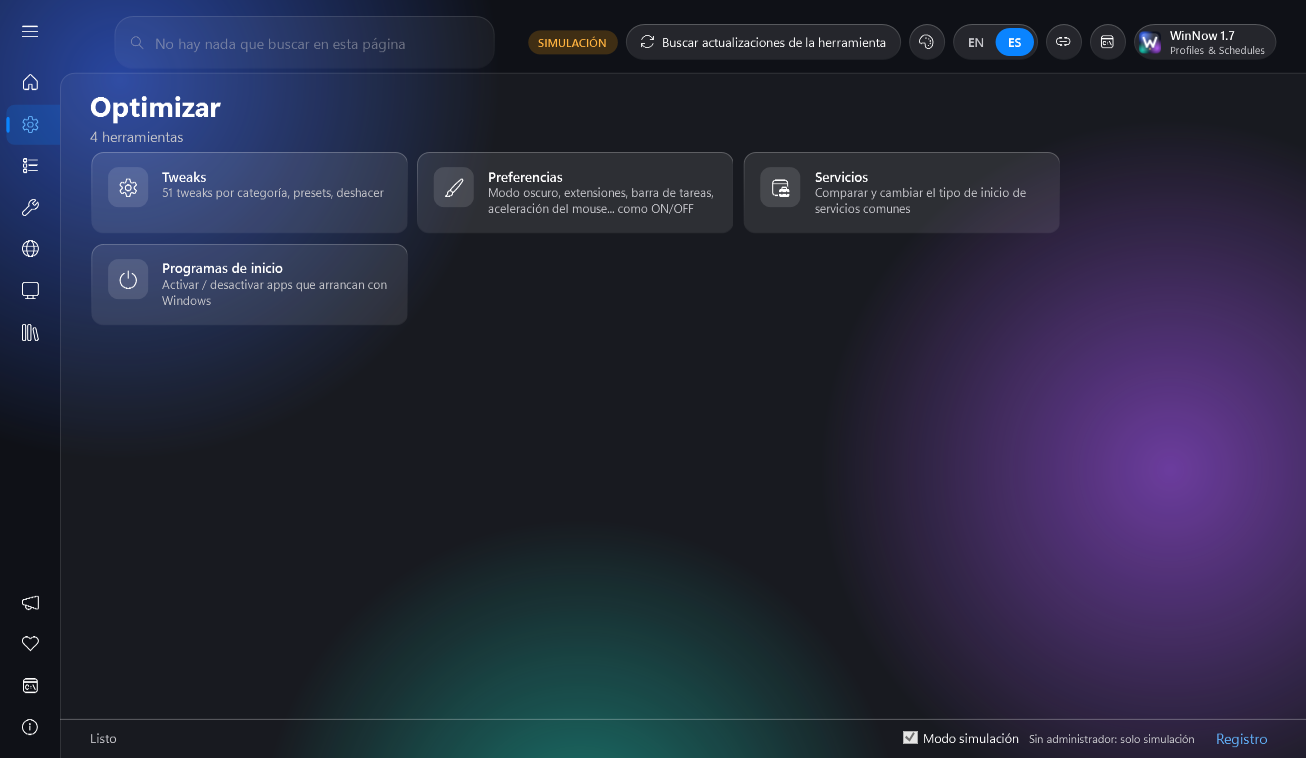 No hay nada que buscar en esta página
SIMULACIÓN
Buscar actualizaciones de la herramienta
EN
ES
WinNow 1.7
Profiles & Schedules
Optimizar
4 herramientas
Tweaks
51 tweaks por categoría, presets, deshacer
Preferencias
Modo oscuro, extensiones, barra de tareas,
aceleración del mouse... como ON/OFF
Servicios
Comparar y cambiar el tipo de inicio de
servicios comunes
Programas de inicio
Activar / desactivar apps que arrancan con
Windows
Listo
Modo simulación
Sin administrador: solo simulación
Registro